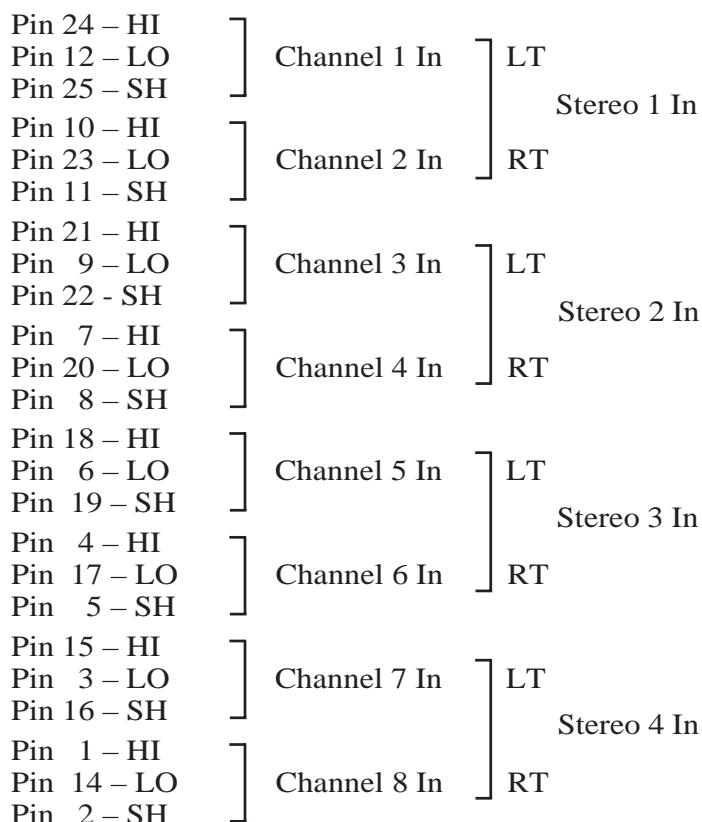 Pin 24 – HI
Pin 12 – LO Channel 1 In LT
Pin 25 – SH
Stereo 1 In
Pin 10 – HI
Pin 23 – LO Channel 2 In RT
Pin 11 – SH
Pin 21 – HI
Pin 9 – LO Channel 3 In LT
Pin 22 - SH
Stereo 2 In
Pin 7 – HI
Pin 20 – LO Channel 4 In RT
Pin 8 – SH
Pin 18 – HI
Pin 6 – LO Channel 5 In LT
Pin 19 – SH
Stereo 3 In
Pin 4 – HI
Pin 17 – LO Channel 6 In RT
Pin 5 – SH
Pin 15 – HI
Pin 3 – LO Channel 7 In LT
Pin 16 – SH
Stereo 4 In
Pin 1 – HI
Pin 14 – LO Channel 8 In RT
Pin 2 – SH